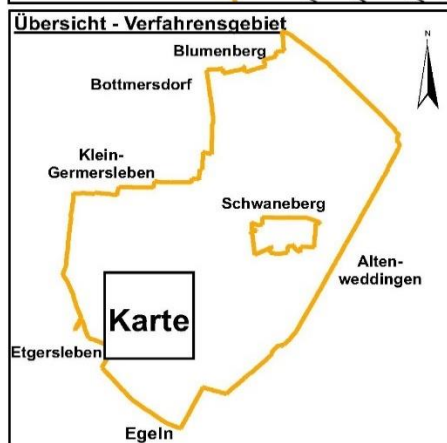 Übersicht - Verfahrensgebiet
N
Blumenberg
Bottmersdorf
Klein-
Germersleben
Schwaneberg
Alten-
weddingen
Karte
Etgersleben
Egeln